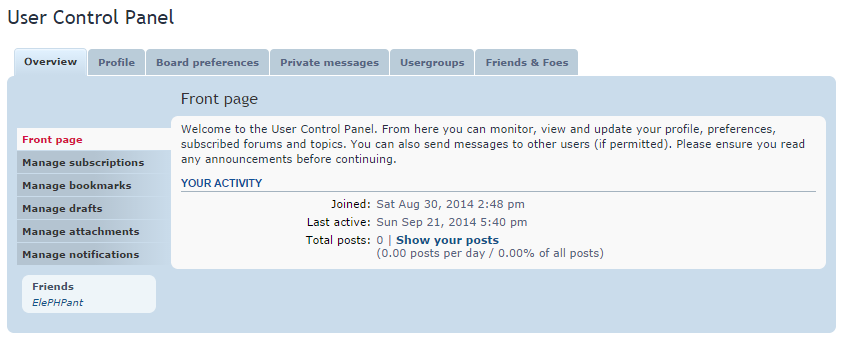 User Control Panel
Overview
Profile
Board preferences
Private messages
Usergroups
Friends & Foes
Front page
Manage subscriptions
Manage bookmarks
Manage drafts
Manage attachments
Manage notifications
Friends
ElePHPant
Front page
Welcome to the User Control Panel. From here you can monitor, view and update your profile, preferences,
subscribed forums and topics. You can also send messages to other users (if permitted). Please ensure you read
any announcements before continuing.
YOUR ACTIVITY
Joined: Sat Aug 30, 2014 2:48 pm
Last active: Sun Sep 21, 2014 5:40 pm
Total posts: 0 | Show your posts
(0.00 posts per day / 0.00% of all posts)